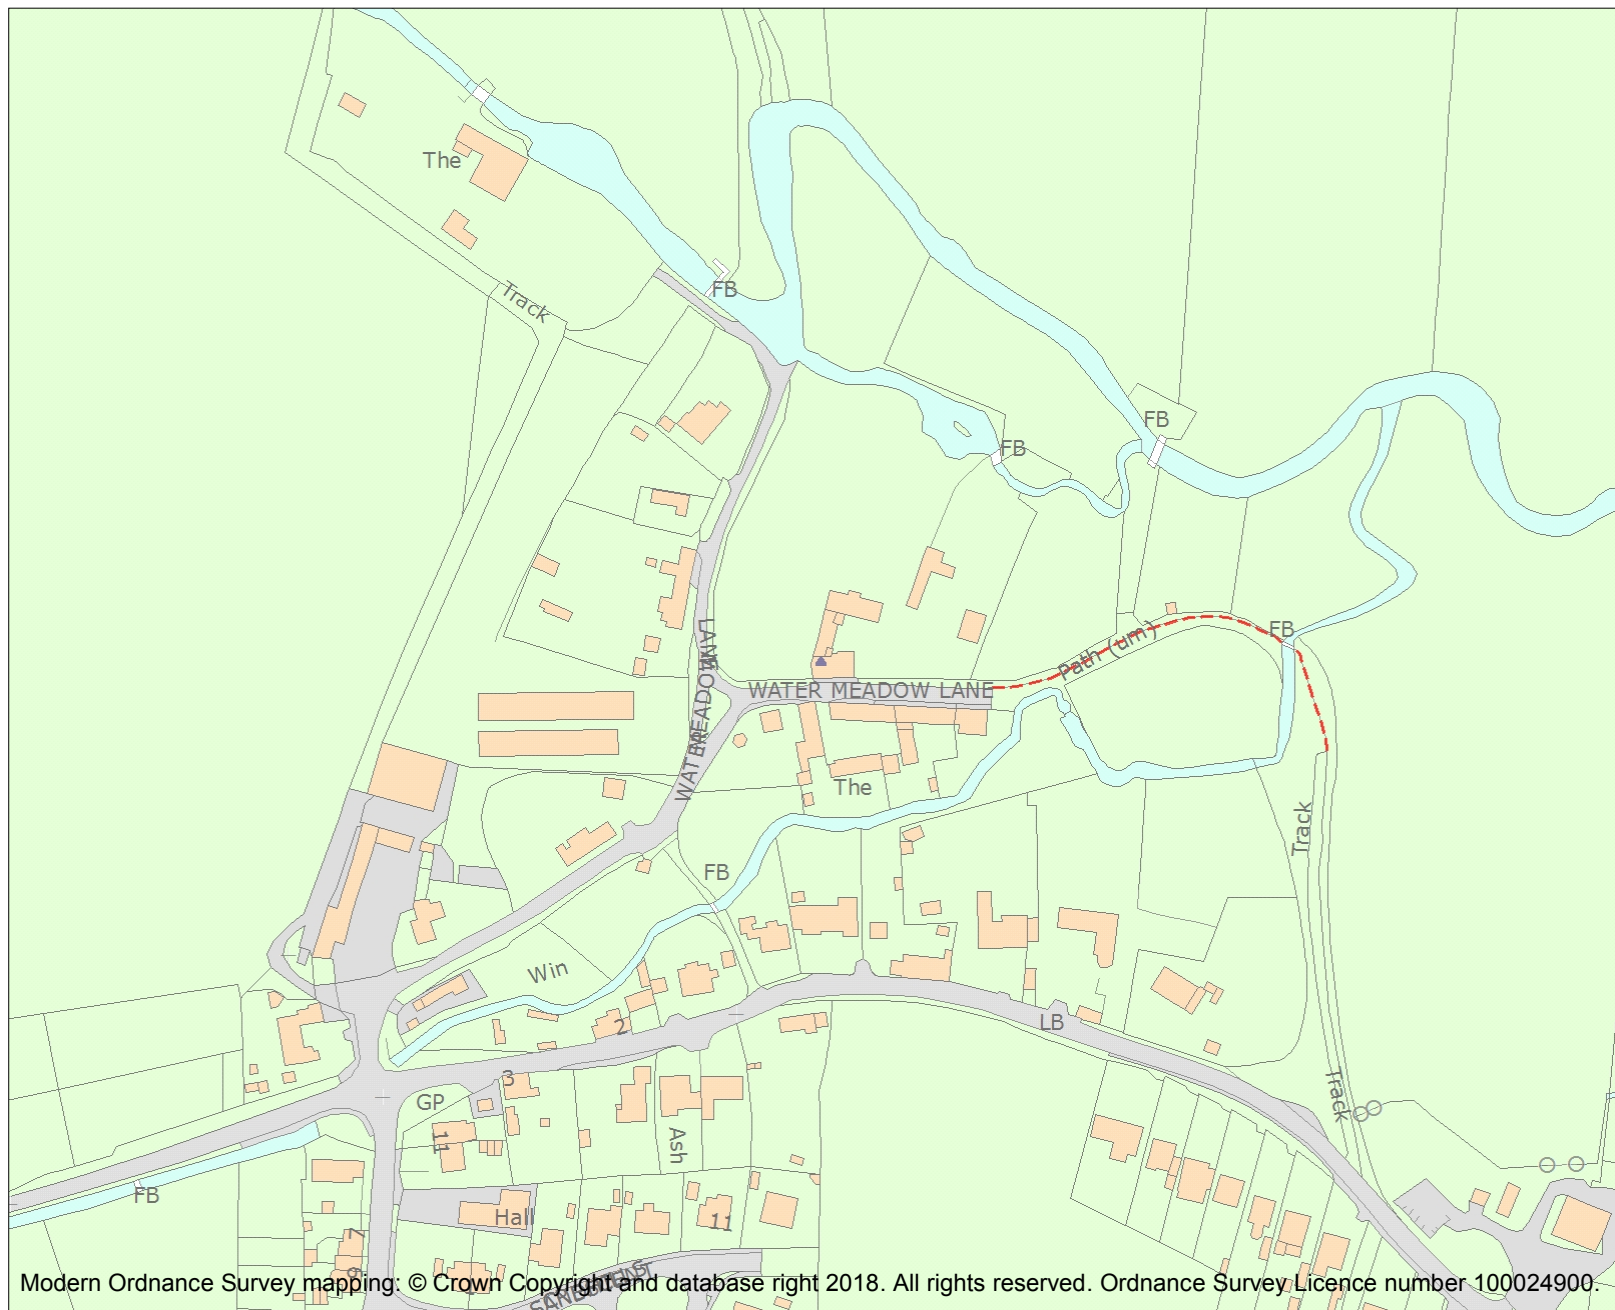 The
Track
FB
FB
FB
WATER MEADOW LANE
WATER MEADOW LANE
Path (um)
FB
The
Track
FB
Win
2
LB
3
GP
11
Ash
Track
FB
Hall
11
7
Modern Ordnance Survey mapping: © Crown Copyright and database right 2018. All rights reserved. Ordnance Survey Licence number 100024900.